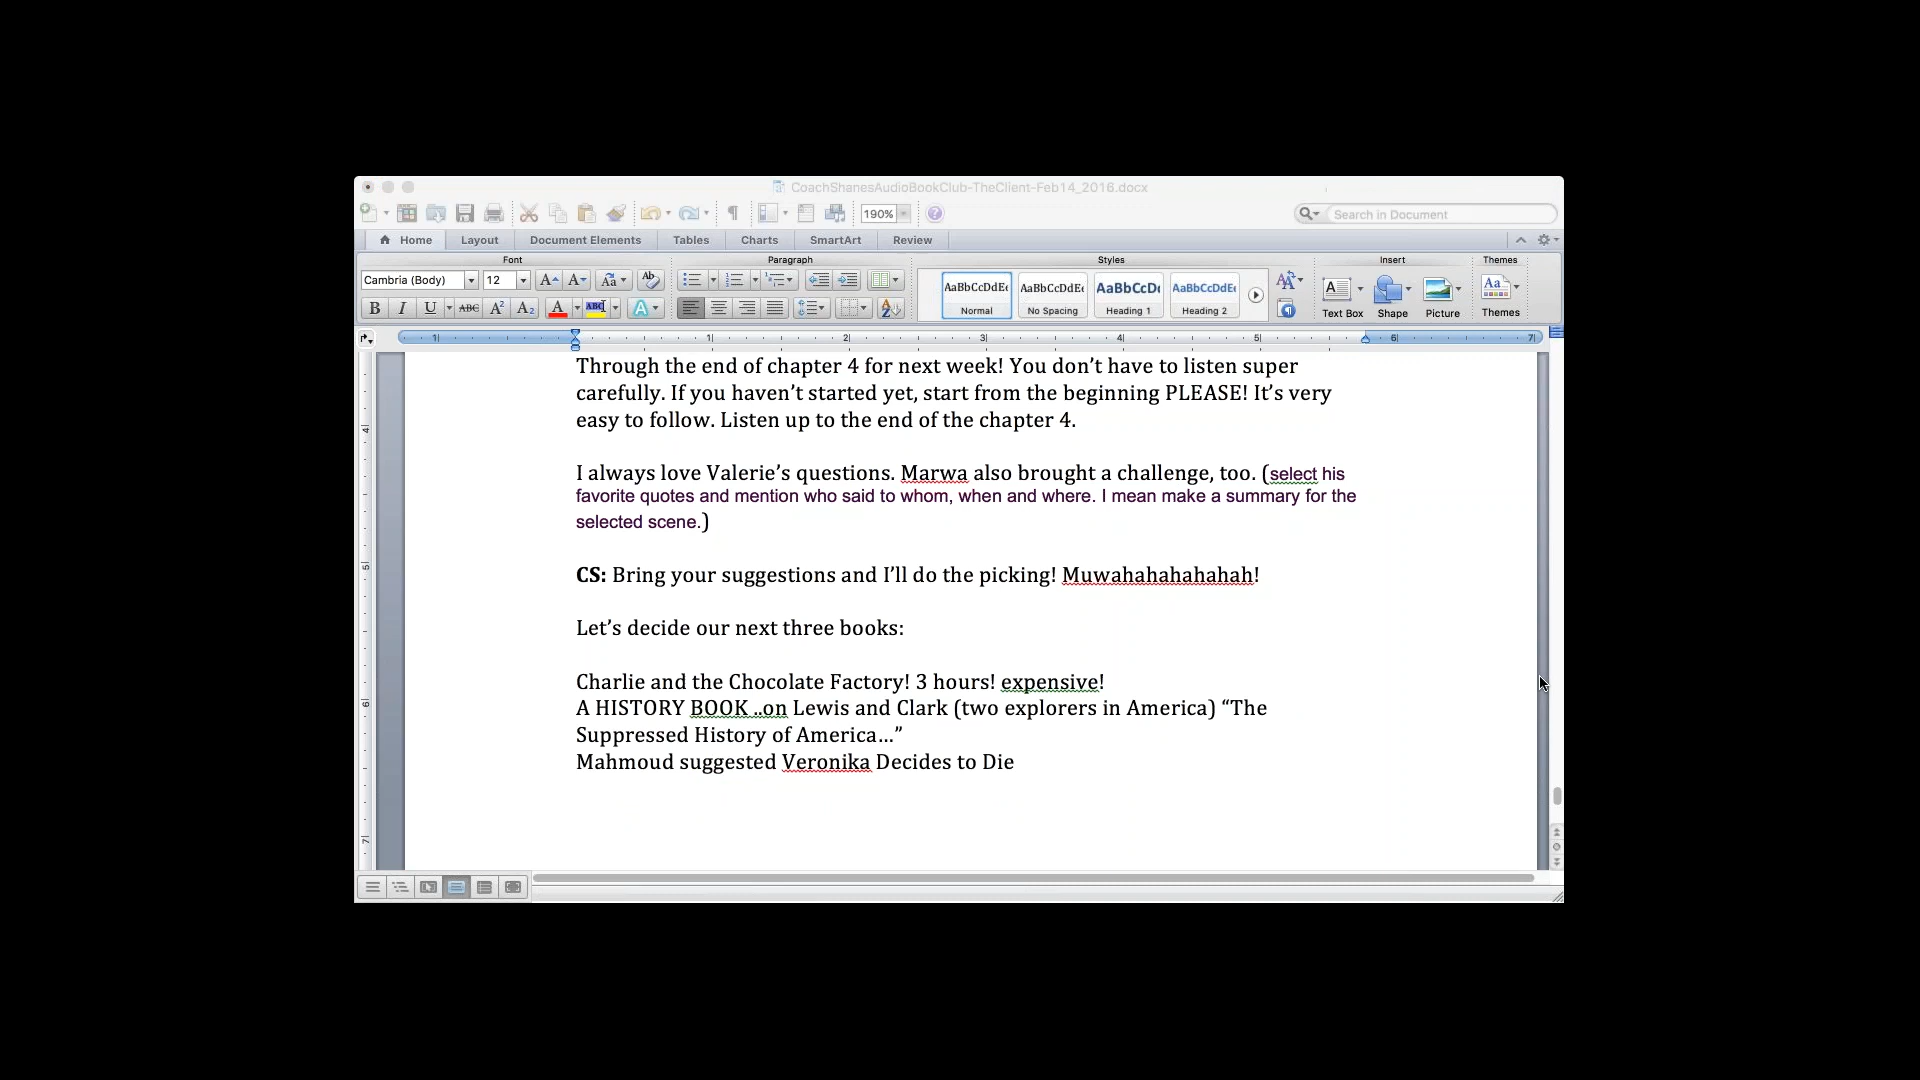 CoachShanesAudioBookClub-TheClient-Feb14_2016.docx
190%
Search in Document
Home Layout Document Elements Tables Charts SmartArt Review
Font Paragraph Styles Insert Themes
Cambria (Body) 12
AaBbCcDdEe AaBbCcDdEe AaBbCcDc AaBbCcDdEe
Normal No Spacing Heading 1 Heading 2
Text Box Shape Picture Themes
Through the end of chapter 4 for next week! You don’t have to listen super
carefully. If you haven’t started yet, start from the beginning PLEASE! It’s very
easy to follow. Listen up to the end of the chapter 4.
I always love Valerie’s questions. Marwa also brought a challenge, too. (select his
favorite quotes and mention who said to whom, when and where. I mean make a summary for the
selected scene.)
CS: Bring your suggestions and I’ll do the picking! Muwahahahahahah!
Let’s decide our next three books:
Charlie and the Chocolate Factory! 3 hours! expensive!
A HISTORY BOOK ..on Lewis and Clark (two explorers in America) “The
Suppressed History of America…”
Mahmoud suggested Veronika Decides to Die